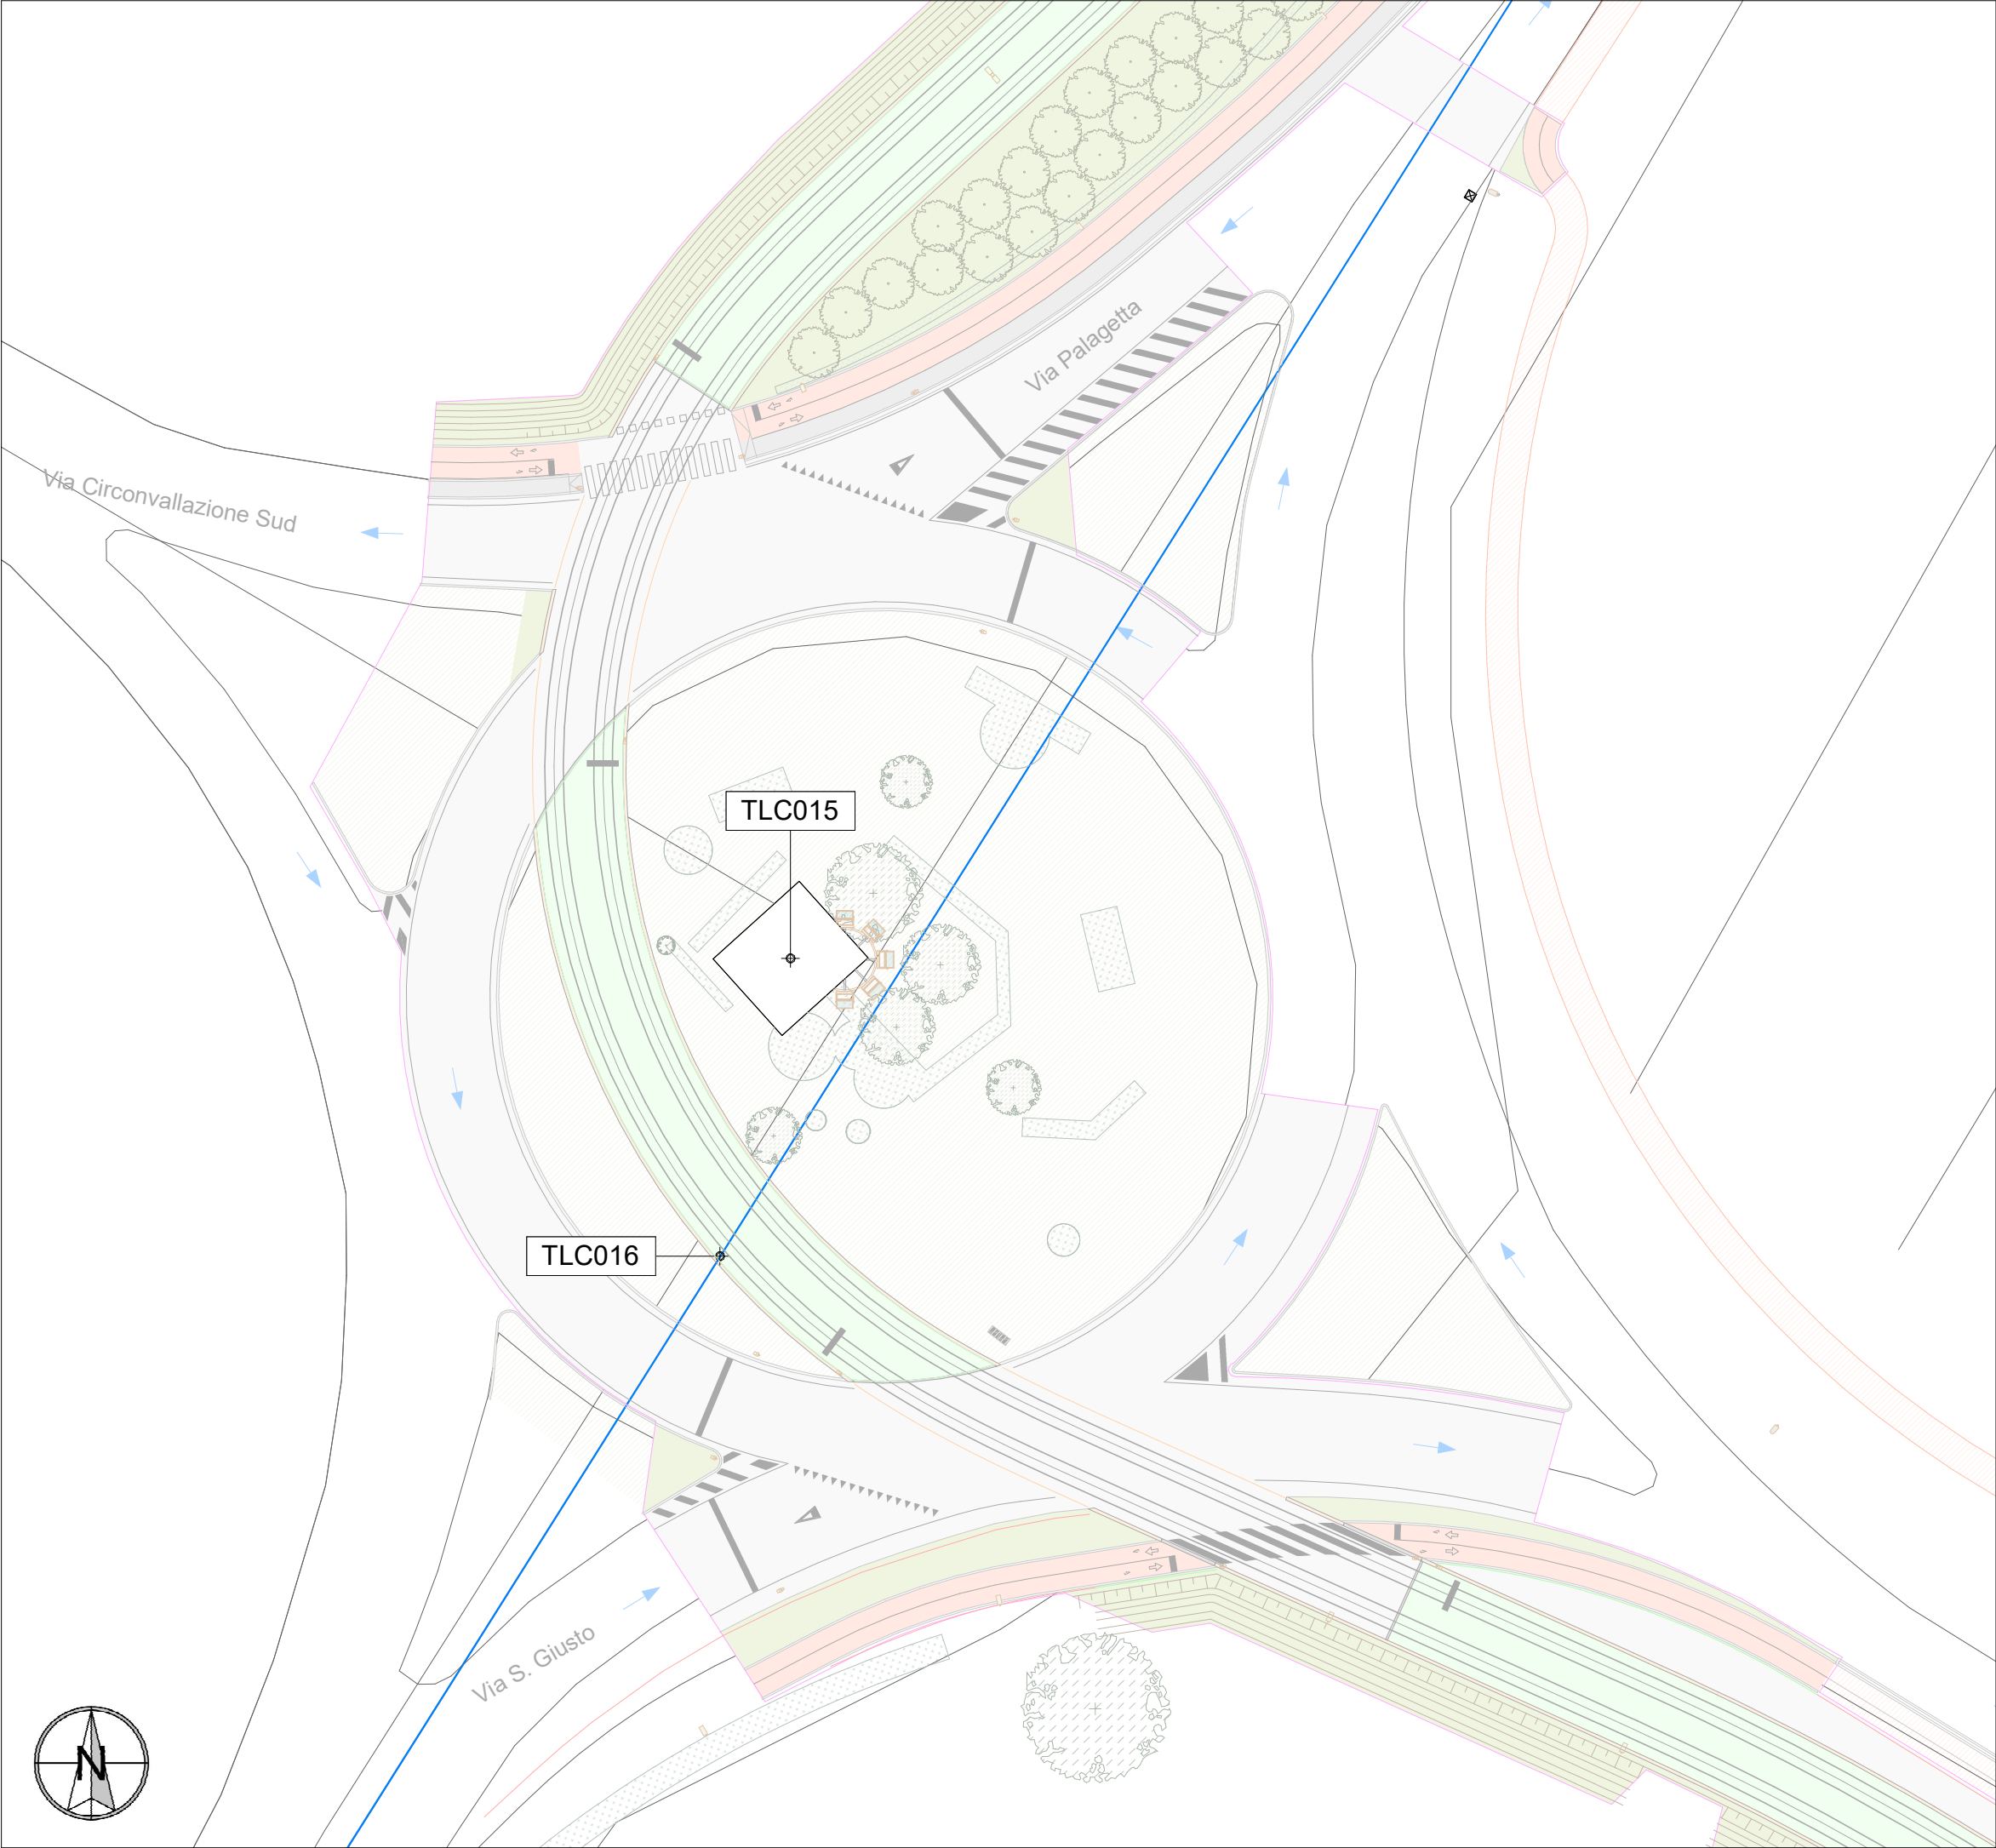 Via Palagetta
Via Circonvallazione Sud
TLC015
TLC016
Via S. Giusto
N